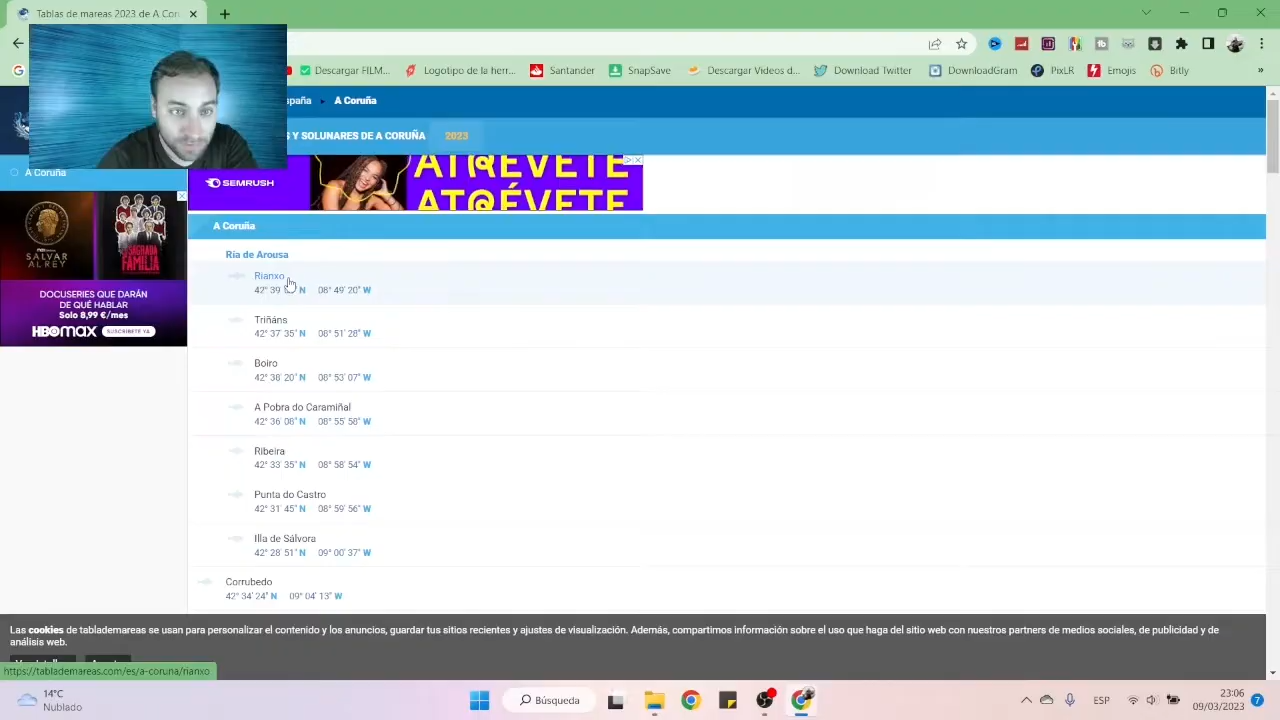 Tablas de mareas 2023 de A Cor
Descargar FILM...
Logotipo de la herr...
Santander
SnapSave
Descargar Vídeos d...
Download Twitter
DownloadGram
PixLR
Emojis
Bitly
»
spaña A Coruña
S Y SOLUNARES DE A CORUÑA 2023
A Coruña
SEMRUSH
AT@ÉVETE
AT@ÉVETE
SALVAR
AL REY
SAGRADA
FAMILIA
DOCUSERIES QUE DARÁN
DE QUÉ HABLAR
Solo 8,99 €/mes
HBOMAX SUSCRÍBETE YA
A Coruña
Ría de Arousa
Rianxo
42° 39' N 08° 49' 20" W
Triñáns
42° 37' 35" N 08° 51' 28" W
Boiro
42° 38' 20" N 08° 53' 07" W
A Pobra do Caramiñal
42° 36' 08" N 08° 55' 58" W
Ribeira
42° 33' 35" N 08° 58' 54" W
Punta do Castro
42° 31' 45" N 08° 59' 56" W
Illa de Sálvora
42° 28' 51" N 09° 00' 37" W
Corrubedo
42° 34' 24" N 09° 04' 13" W
Las cookies de tablademareas se usan para personalizar el contenido y los anuncios, guardar tus sitios recientes y ajustes de visualización. Además, compartimos información sobre el uso que haga del sitio web con nuestros partners de medios sociales, de publicidad y de
análisis web.
https://tablademareas.com/es/a-coruna/rianxo
14°C
Nublado
Búsqueda
ESP
23:06
09/03/2023
7